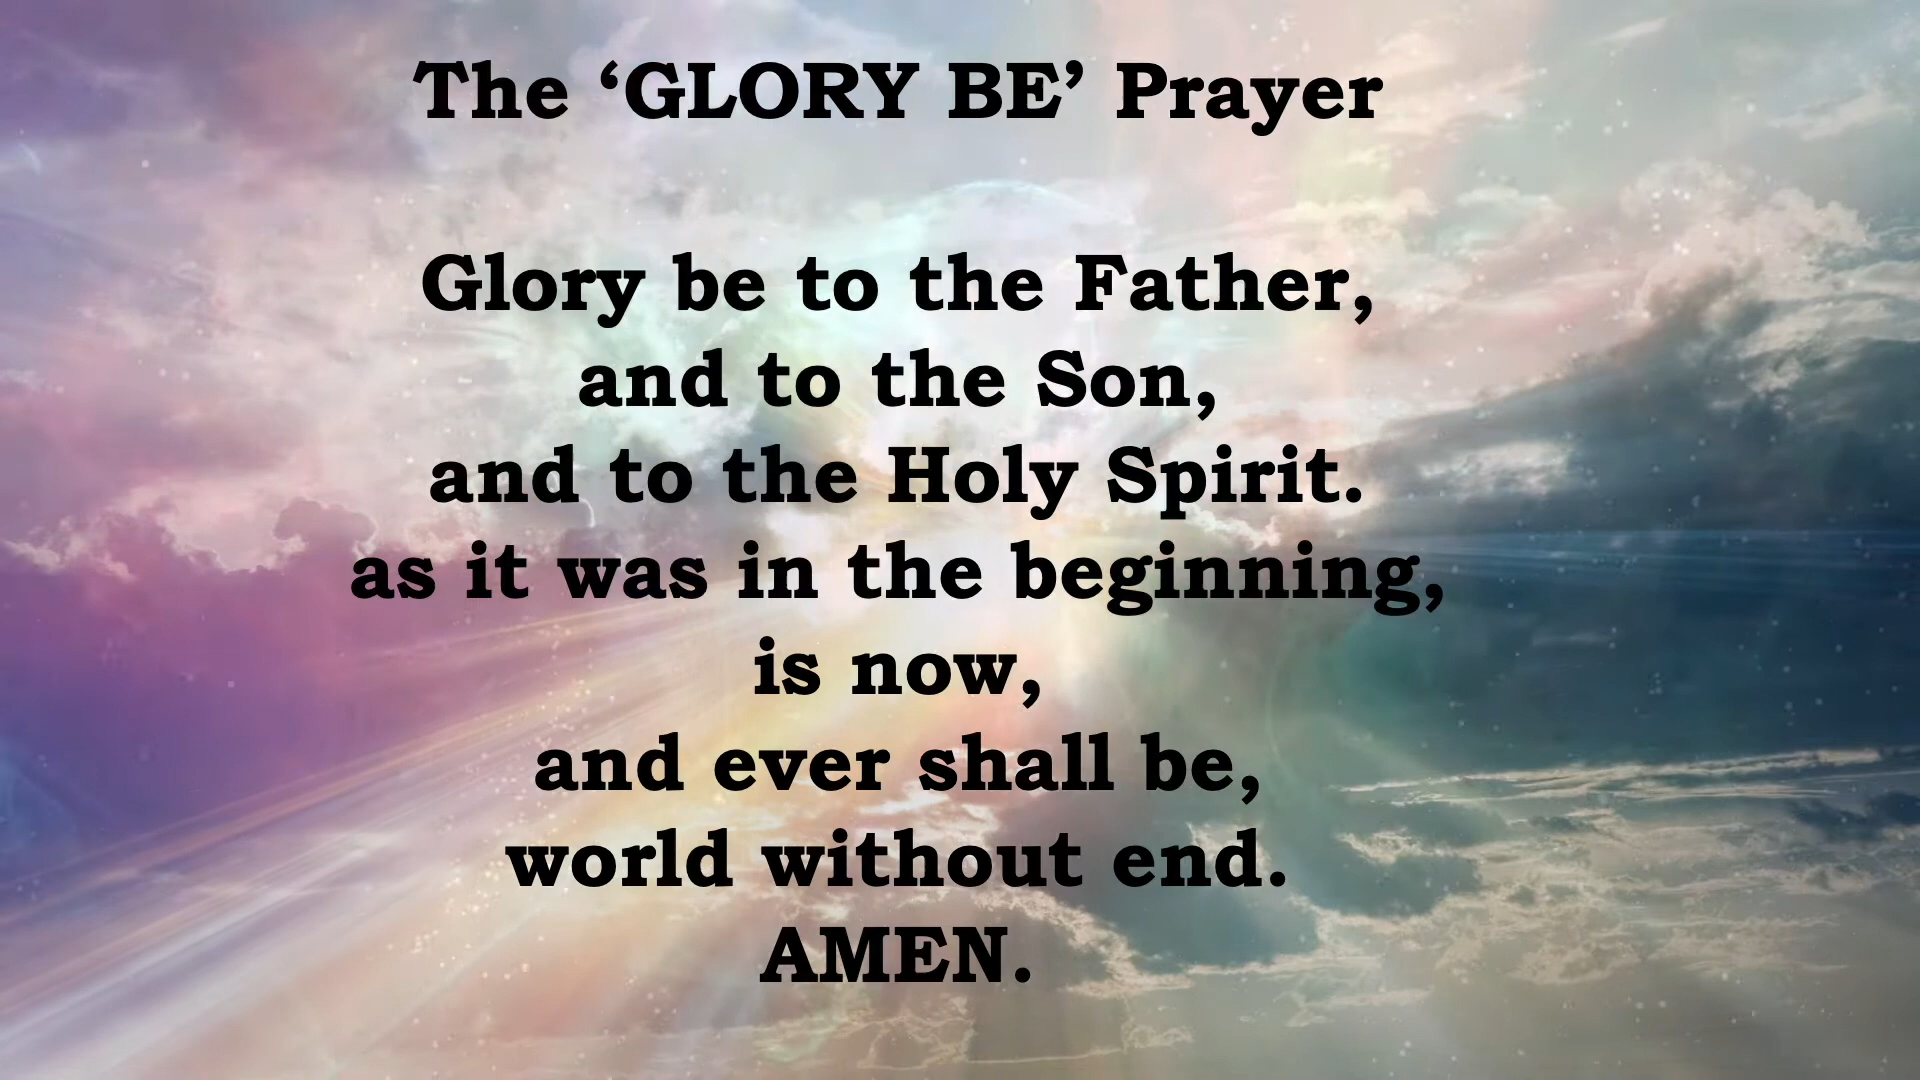 The ‘GLORY BE’ Prayer
Glory be to the Father,
and to the Son,
and to the Holy Spirit.
as it was in the beginning,
is now,
and ever shall be,
world without end.
AMEN.